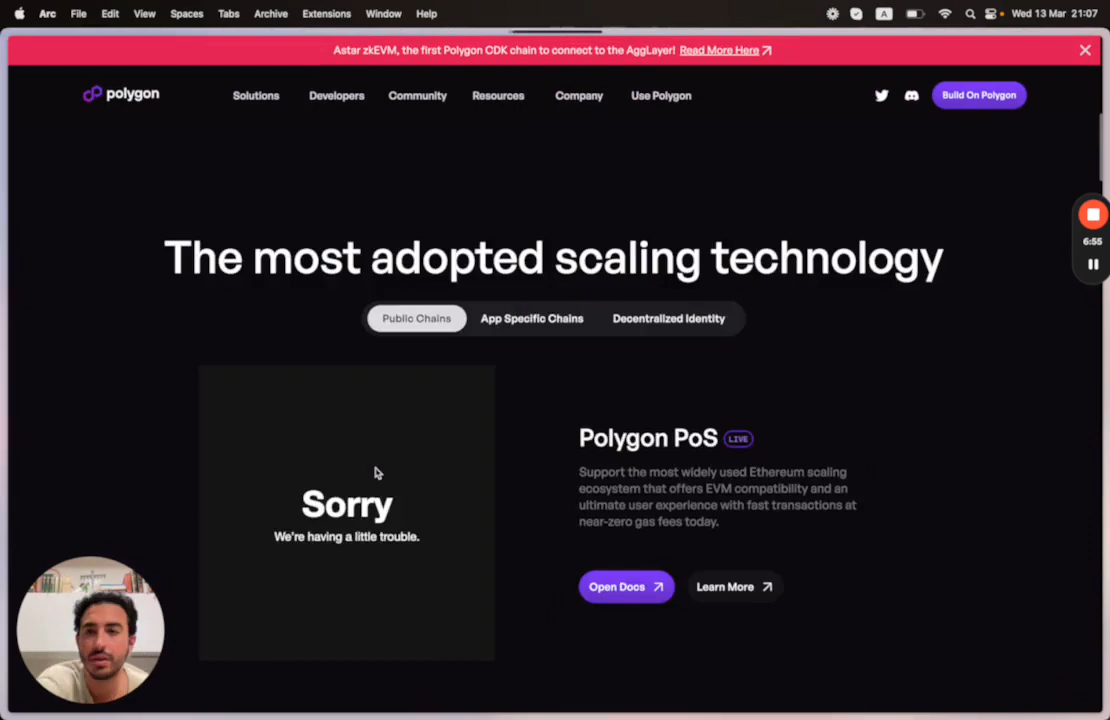 Arc File Edit View Spaces Tabs Archive Extensions Window Help A Wed 13 Mar 21:07
Astar zkEVM, the first Polygon CDK chain to connect to the AggLayer! Read More Here
polygon Solutions Developers Community Resources Company Use Polygon Build On Polygon
6:55
The most adopted scaling technology
Public Chains App Specific Chains Decentralized Identity
Sorry
We're having a little trouble.
Polygon PoS LIVE
Support the most widely used Ethereum scaling
ecosystem that offers EVM compatibility and an
ultimate user experience with fast transactions at
near-zero gas fees today.
Open Docs Learn More